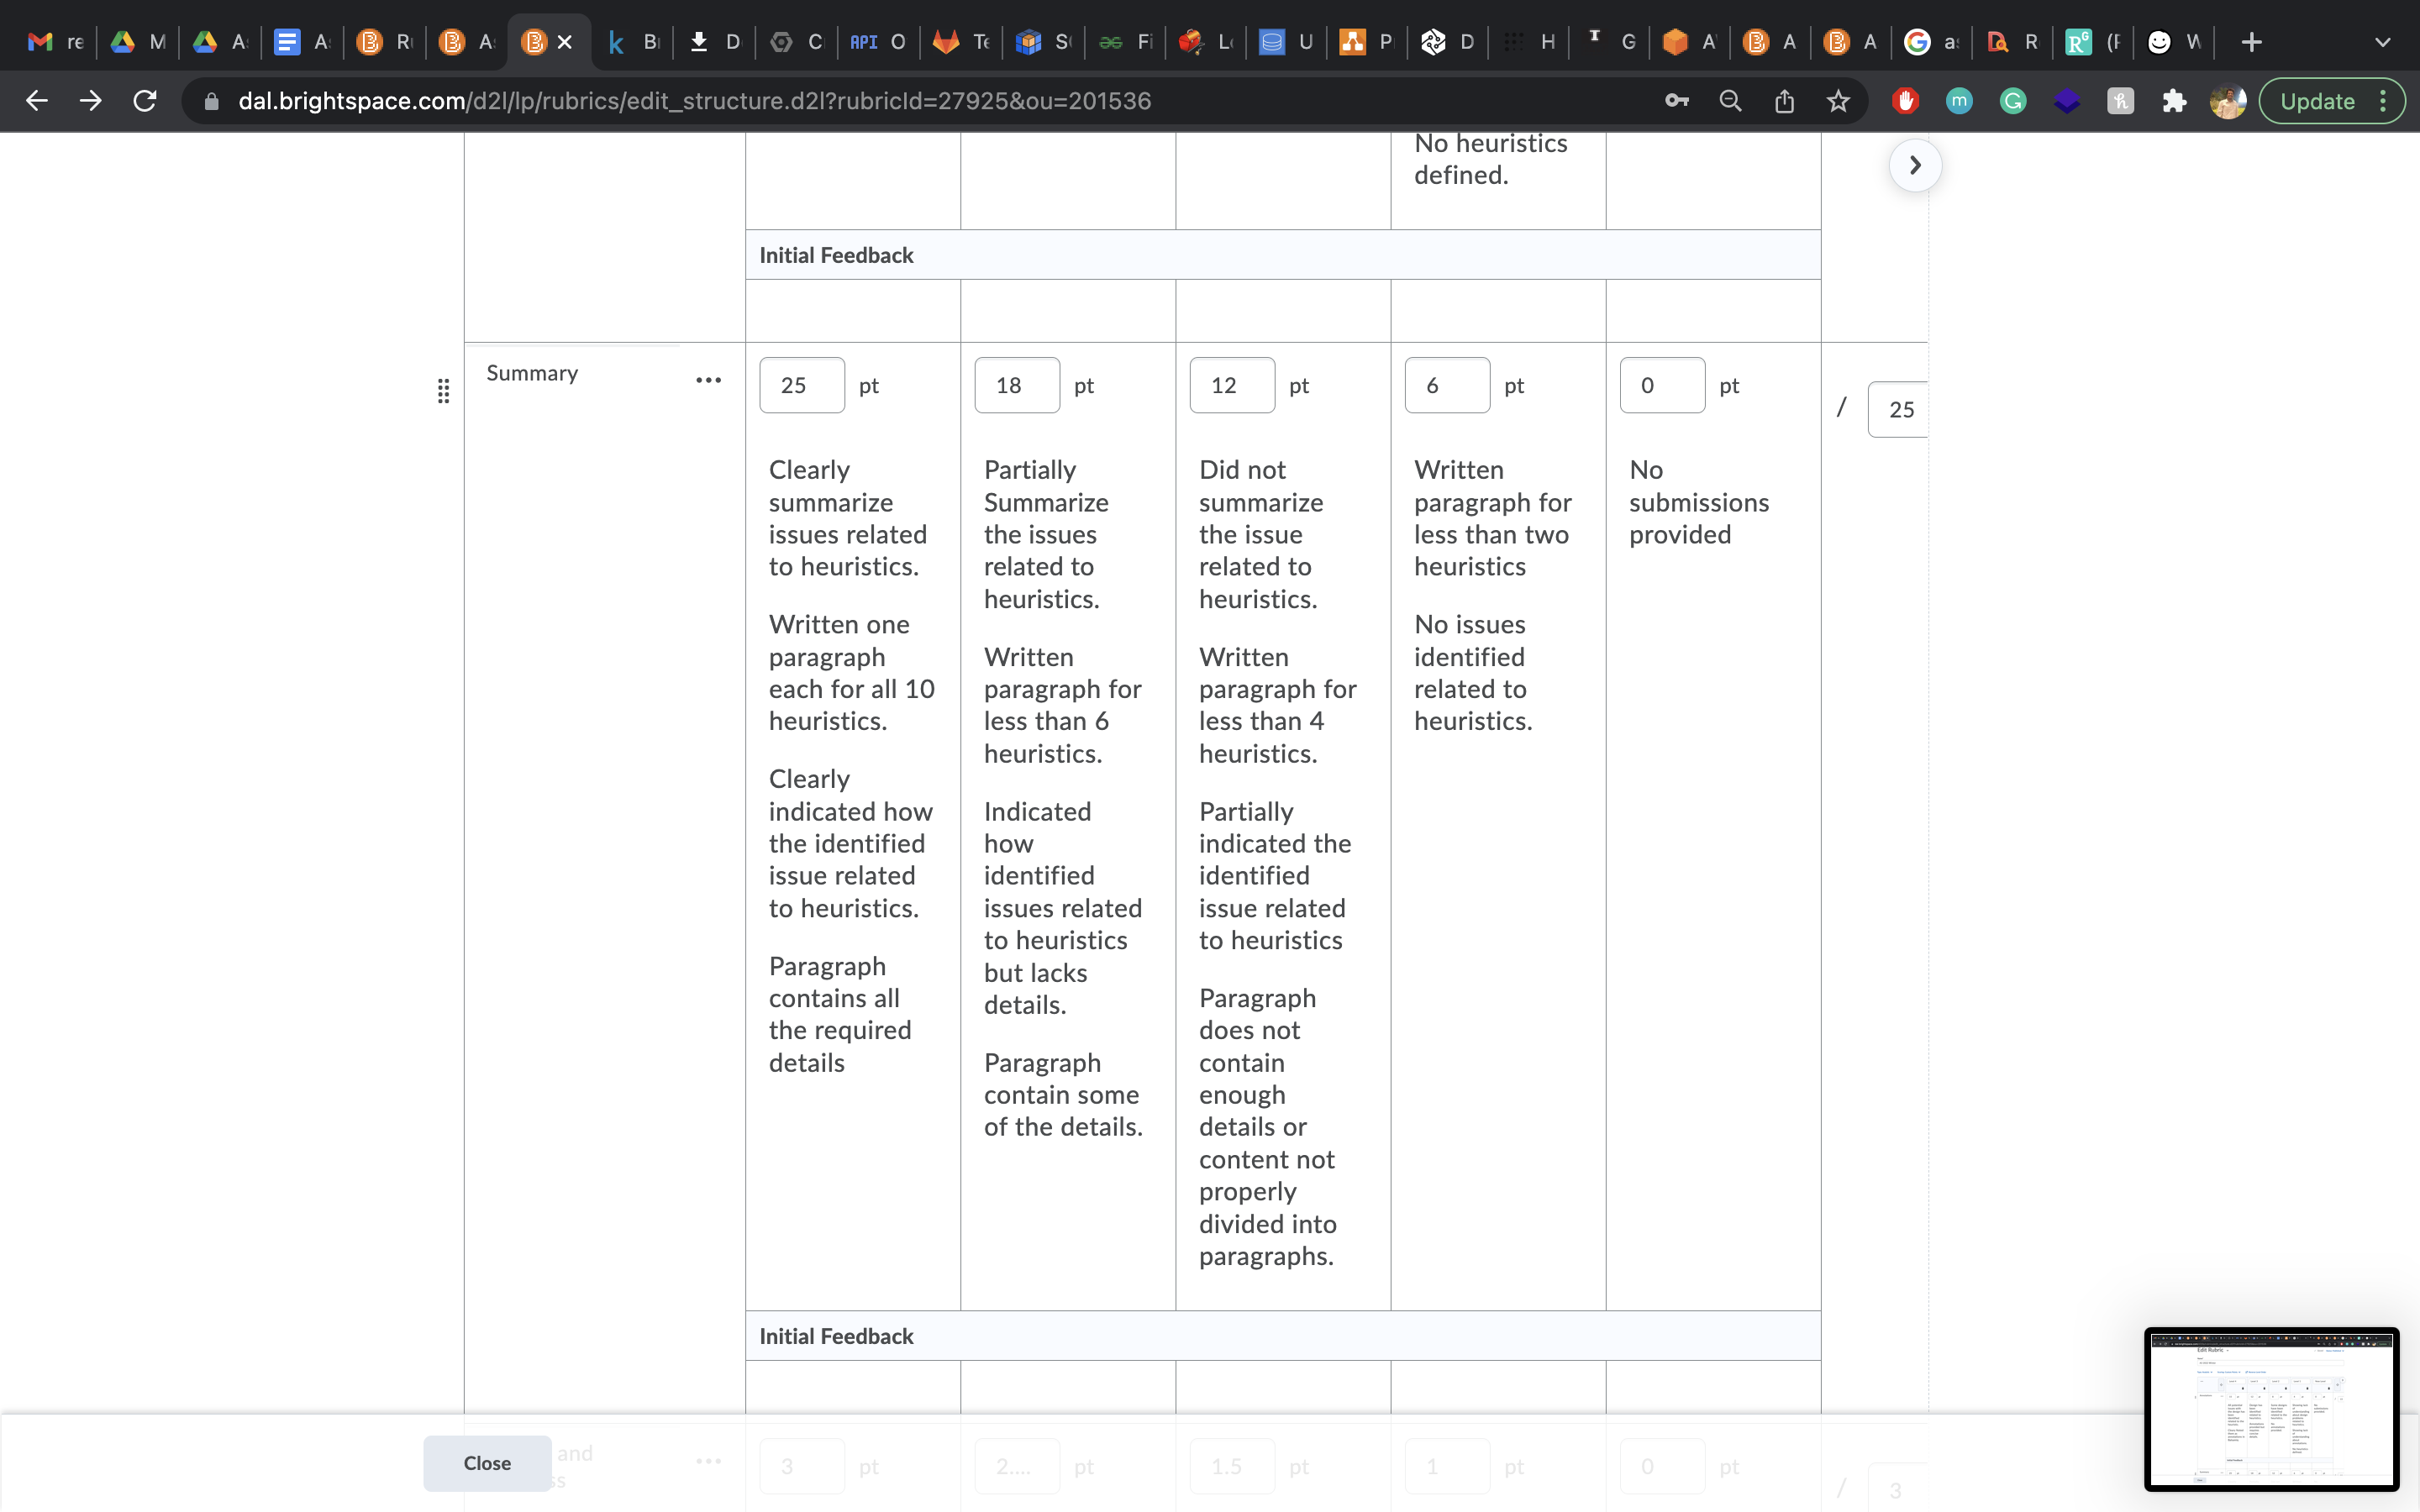 re
M
A
A
R
A
k
B
D
C
API
O
Te
S
Fi
L
U
P
D
H
T
G
A
A
A
a
R
(F
W
dal.brightspace.com/d2l/lp/rubrics/edit_structure.d2l?rubricId=27925&ou=201536
Update
No heuristics
defined.
Initial Feedback
Summary
25 pt
18 pt
12 pt
6 pt
0 pt
/ 25
Clearly
summarize
issues related
to heuristics.
Written one
paragraph
each for all 10
heuristics.
Clearly
indicated how
the identified
issue related
to heuristics.
Paragraph
contains all
the required
details
Partially
Summarize
the issues
related to
heuristics.
Written
paragraph for
less than 6
heuristics.
Indicated
how
identified
issues related
to heuristics
but lacks
details.
Paragraph
contain some
of the details.
Did not
summarize
the issue
related to
heuristics.
Written
paragraph for
less than 4
heuristics.
Partially
indicated the
identified
issue related
to heuristics
Paragraph
does not
contain
enough
details or
content not
properly
divided into
paragraphs.
Written
paragraph for
less than two
heuristics
No issues
identified
related to
heuristics.
No
submissions
provided
Initial Feedback
Close
and
3 pt
2.... pt
1.5 pt
1 pt
0 pt
/ 3
Edit Rubric